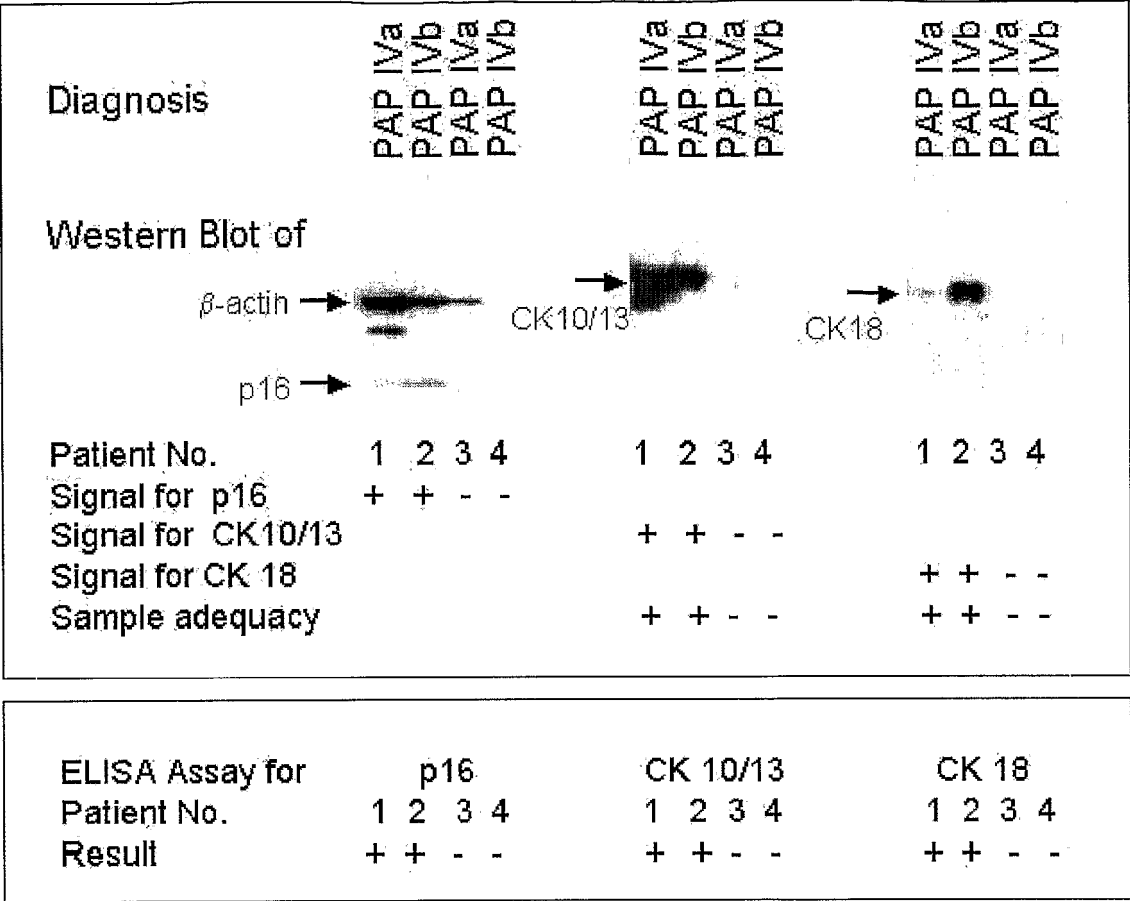 Diagnosis
PAP IVa PAP IVb PAP IVa PAP IVb PAP IVa PAP IVb PAP IVa PAP IVb PAP IVa PAP IVb PAP IVa PAP IVb
Western Blot of
β-actin
CK10/13
CK18
p16
Patient No. 1 2 3 4 1 2 3 4 1 2 3 4
Signal for p16 + + - -
Signal for CK10/13 + + - -
Signal for CK 18 + + - -
Sample adequacy + + - - + + - -
ELISA Assay for p16 CK 10/13 CK 18
Patient No. 1 2 3 4 1 2 3 4 1 2 3 4
Result + + - - + + - - + + - -